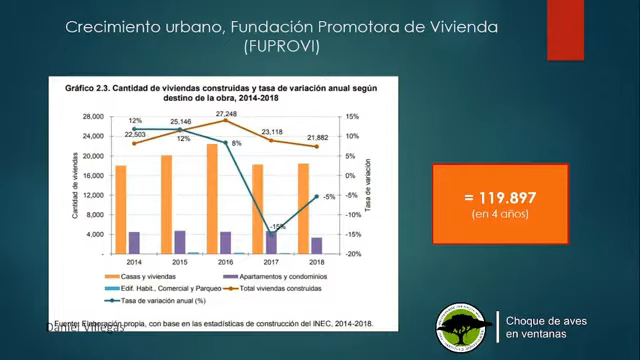 Crecimiento urbano, Fundación Promotora de Vivienda
(FUPROVI)
Gráfico 2.3. Cantidad de viviendas construidas y tasa de variación anual según
destino de la obra, 2014-2018
28,000
24,000
20,000
16,000
12,000
8,000
4,000
-
Cantidad de viviendas
15%
10%
5%
0%
-5%
-10%
-15%
-20%
Tasa de variación
12%
22,503
25,146
12%
27,248
8%
23,118
-15%
21,882
-5%
2014 2015 2016 2017 2018
Casas y viviendas Apartamentos y condominios
Edif. Habit., Comercial y Parqueo Total viviendas construidas
Tasa de variación anual (%)
Fuente: Elaboración propia, con base en las estadísticas de construcción del INEC, 2014-2018.
Daniel Villegas
= 119.897
(en 4 años)
Choque de aves
en ventanas